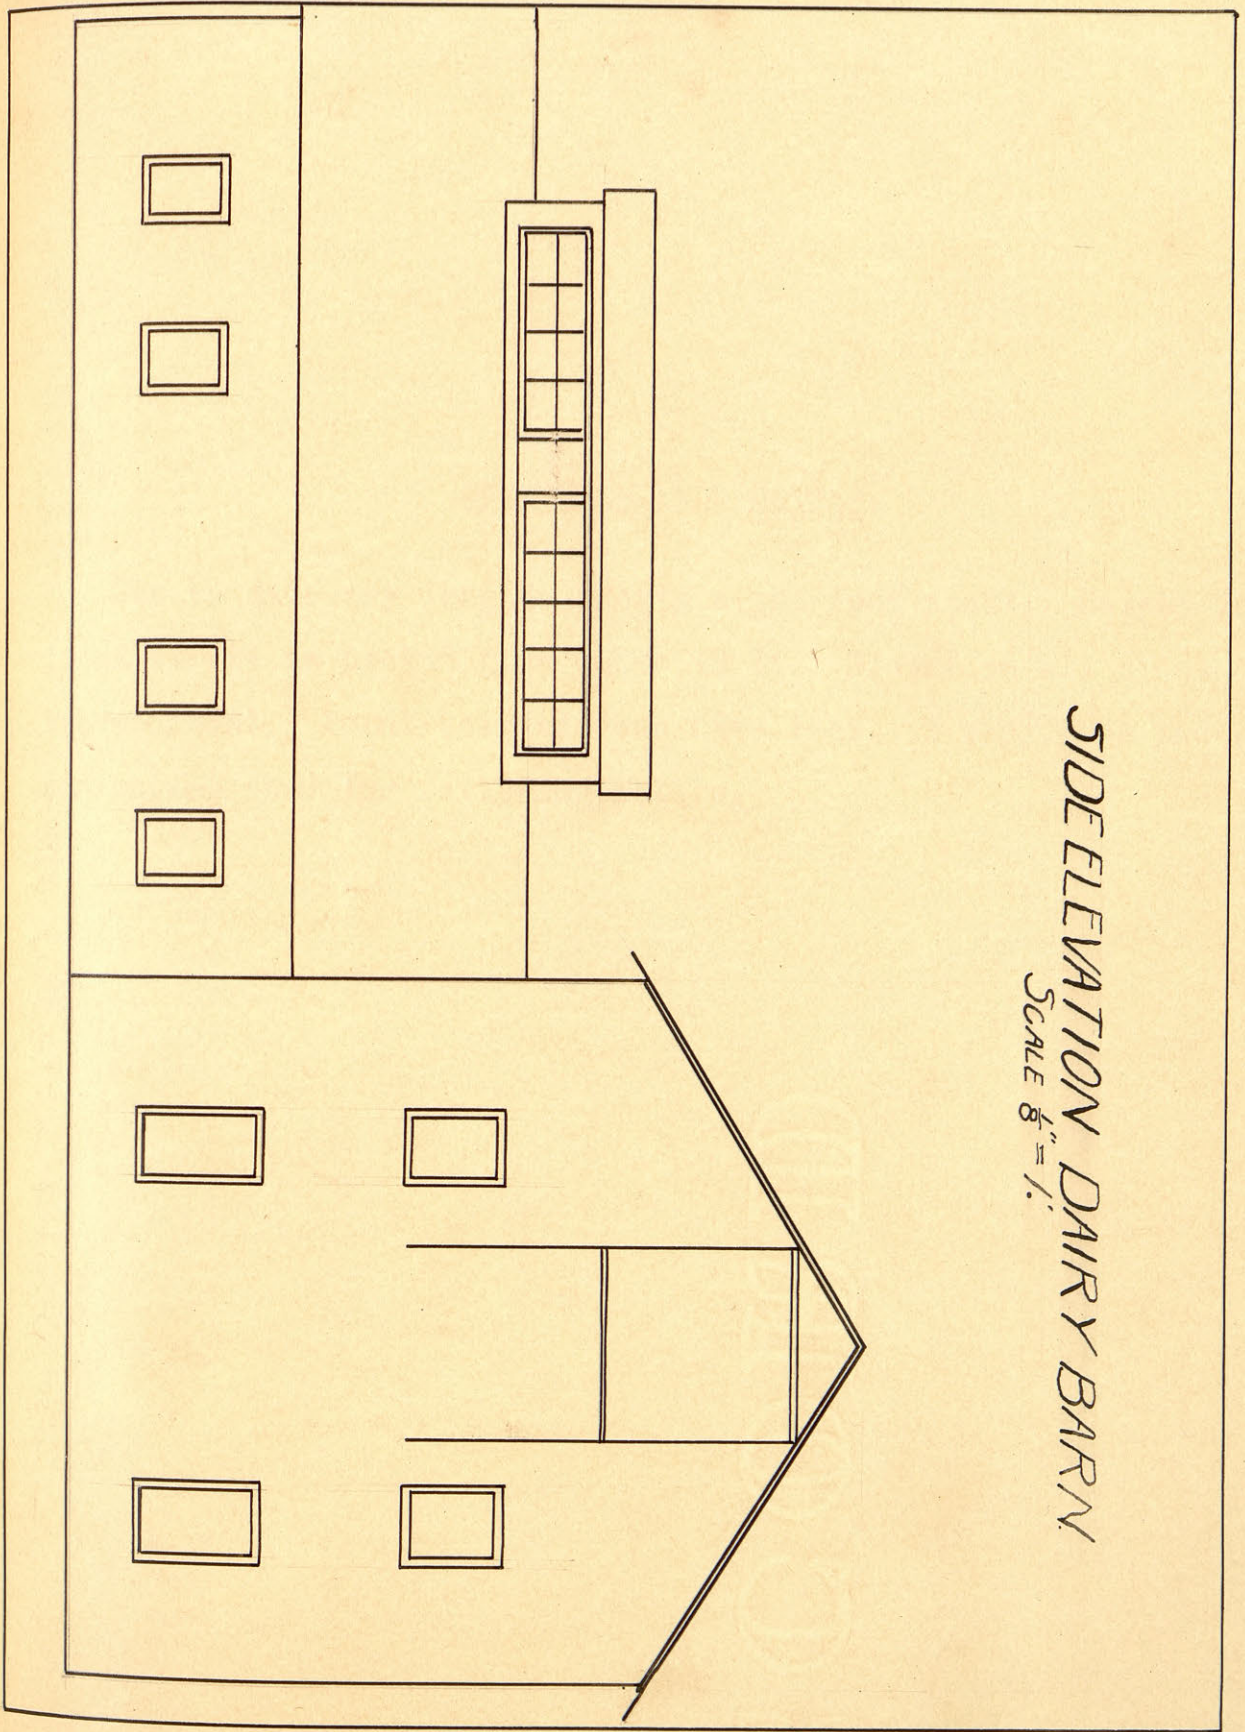 SIDE ELEVATION DAIRY BARN
SCALE 1/8" = 1'.